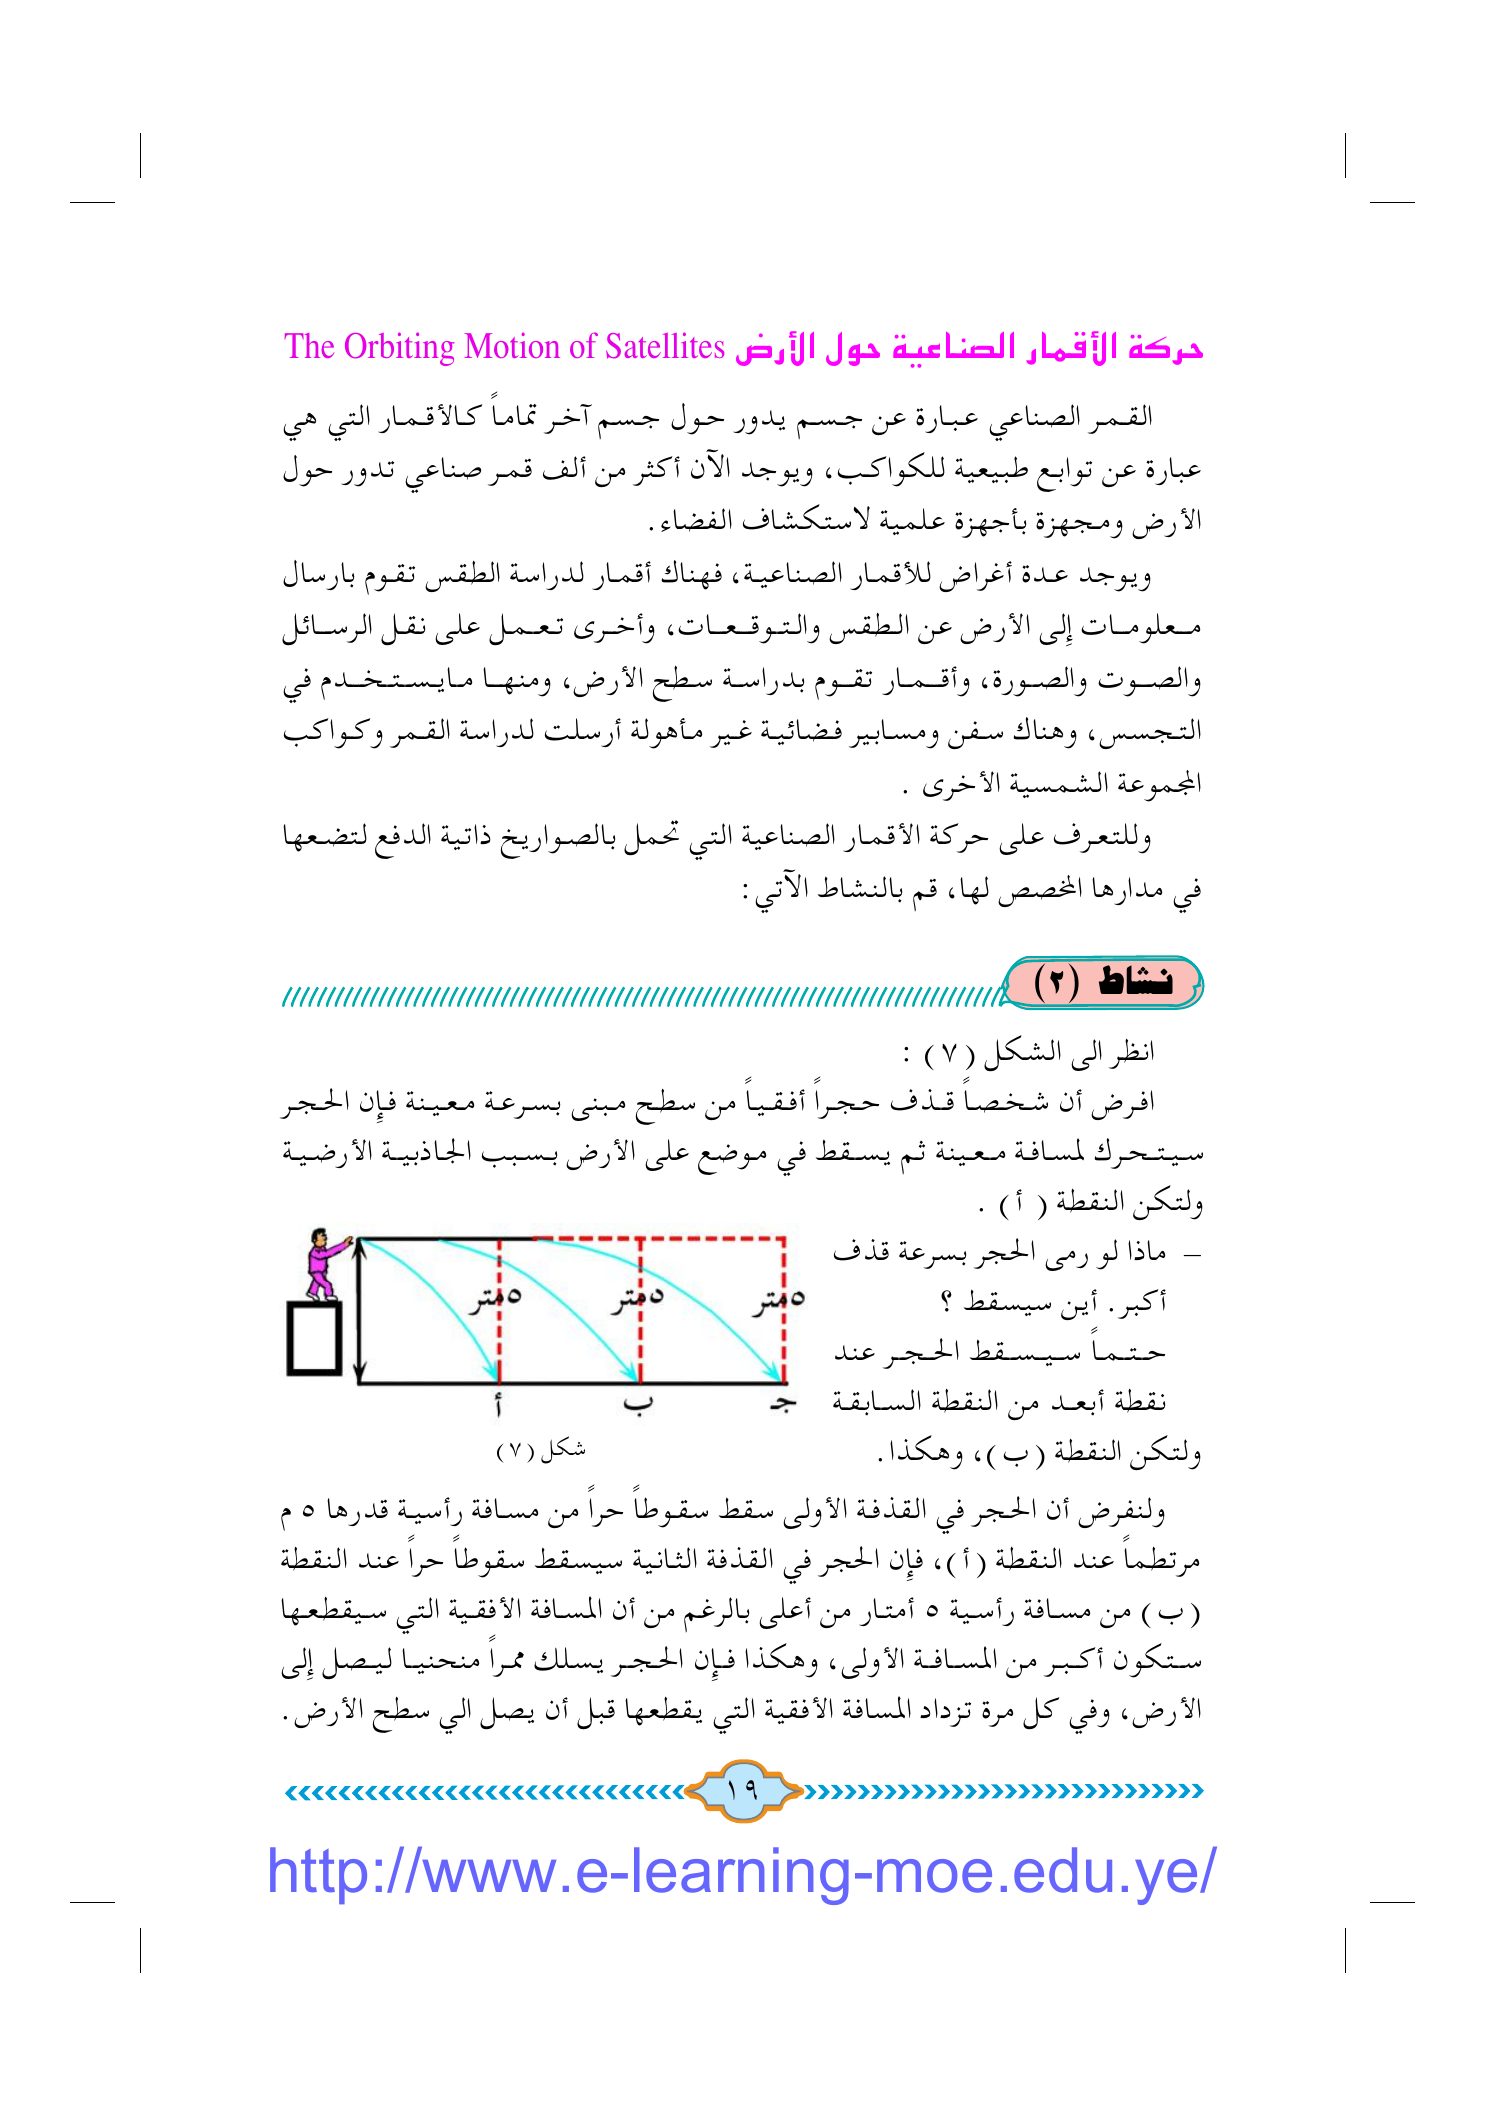 حركة الأقمار الصناعية حول الأرض The Orbiting Motion of Satellites
القمر الصناعي عبارة عن جسم يدور حول جسم آخر تماماً كالأقمار التي هي
عبارة عن توابع طبيعية للكواكب، ويوجد الآن أكثر من ألف قمر صناعي تدور حول
الأرض ومجهزة بأجهزة علمية لاستكشاف الفضاء.
ويوجد عدة أغراض للأقمار الصناعية، فهناك أقمار لدراسة الطقس تقوم بارسال
معلومات إلى الأرض عن الطقس والتوقعات، وأخرى تعمل على نقل الرسائل
والصوت والصورة، وأقمار تقوم بدراسة سطح الأرض، ومنها مايستخدم في
التجسس، وهناك سفن ومسابير فضائية غير مأهولة أرسلت لدراسة القمر وكواكب
المجموعة الشمسية الأخرى .
وللتعرف على حركة الأقمار الصناعية التي تحمل بالصواريخ ذاتية الدفع لتضعها
في مدارها المخصص لها، قم بالنشاط الآتي:
نشاط (٢)
انظر الى الشكل (٧) :
افرض أن شخصاً قذف حجراً أفقياً من سطح مبنى بسرعة معينة فإن الحجر
سيتحرك لمسافة معينة ثم يسقط في موضع على الأرض بسبب الجاذبية الأرضية
ولتكن النقطة ( أ ) .
– ماذا لو رمى الحجر بسرعة قذف
أكبر. أين سيسقط ؟
حتماً سيسقط الحجر عند
نقطة أبعد من النقطة السابقة
ولتكن النقطة (ب)، وهكذا.
٥متر
٥متر
٥متر
أ
ب
جـ
شكل (٧)
ولنفرض أن الحجر في القذفة الأولى سقط سقوطاً حراً من مسافة رأسية قدرها ٥ م
مرتطماً عند النقطة (أ)، فإن الحجر في القذفة الثانية سيسقط سقوطاً حراً عند النقطة
(ب) من مسافة رأسية ٥ أمتار من أعلى بالرغم من أن المسافة الأفقية التي سيقطعها
ستكون أكبر من المسافة الأولى، وهكذا فإن الحجر يسلك ممراً منحنيا ليصل إلى
الأرض، وفي كل مرة تزداد المسافة الأفقية التي يقطعها قبل أن يصل الي سطح الأرض.
١٩
http://www.e-learning-moe.edu.ye/